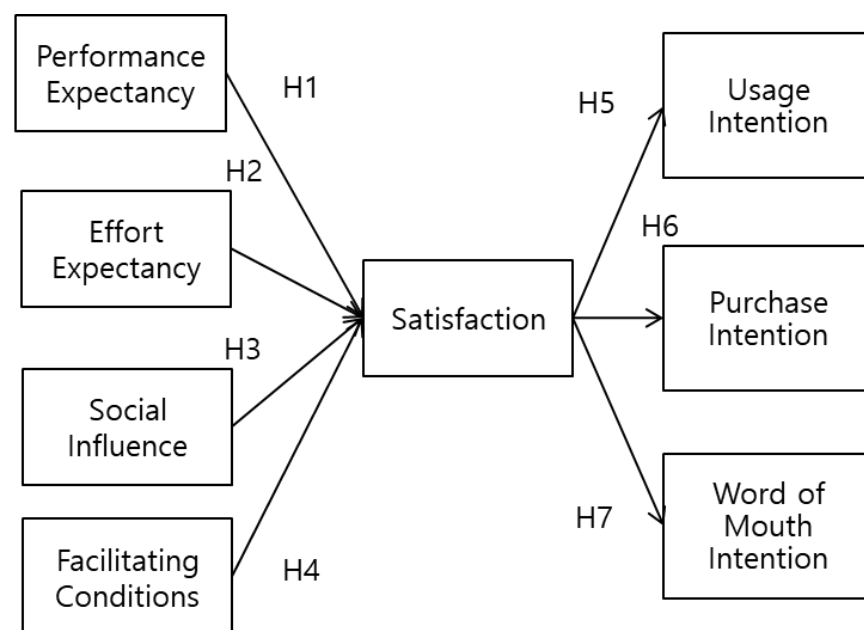 Performance
Expectancy
H1
H2
Effort
Expectancy
H3
Social
Influence
H4
Facilitating
Conditions
Satisfaction
H5
Usage
Intention
H6
Purchase
Intention
H7
Word of
Mouth
Intention